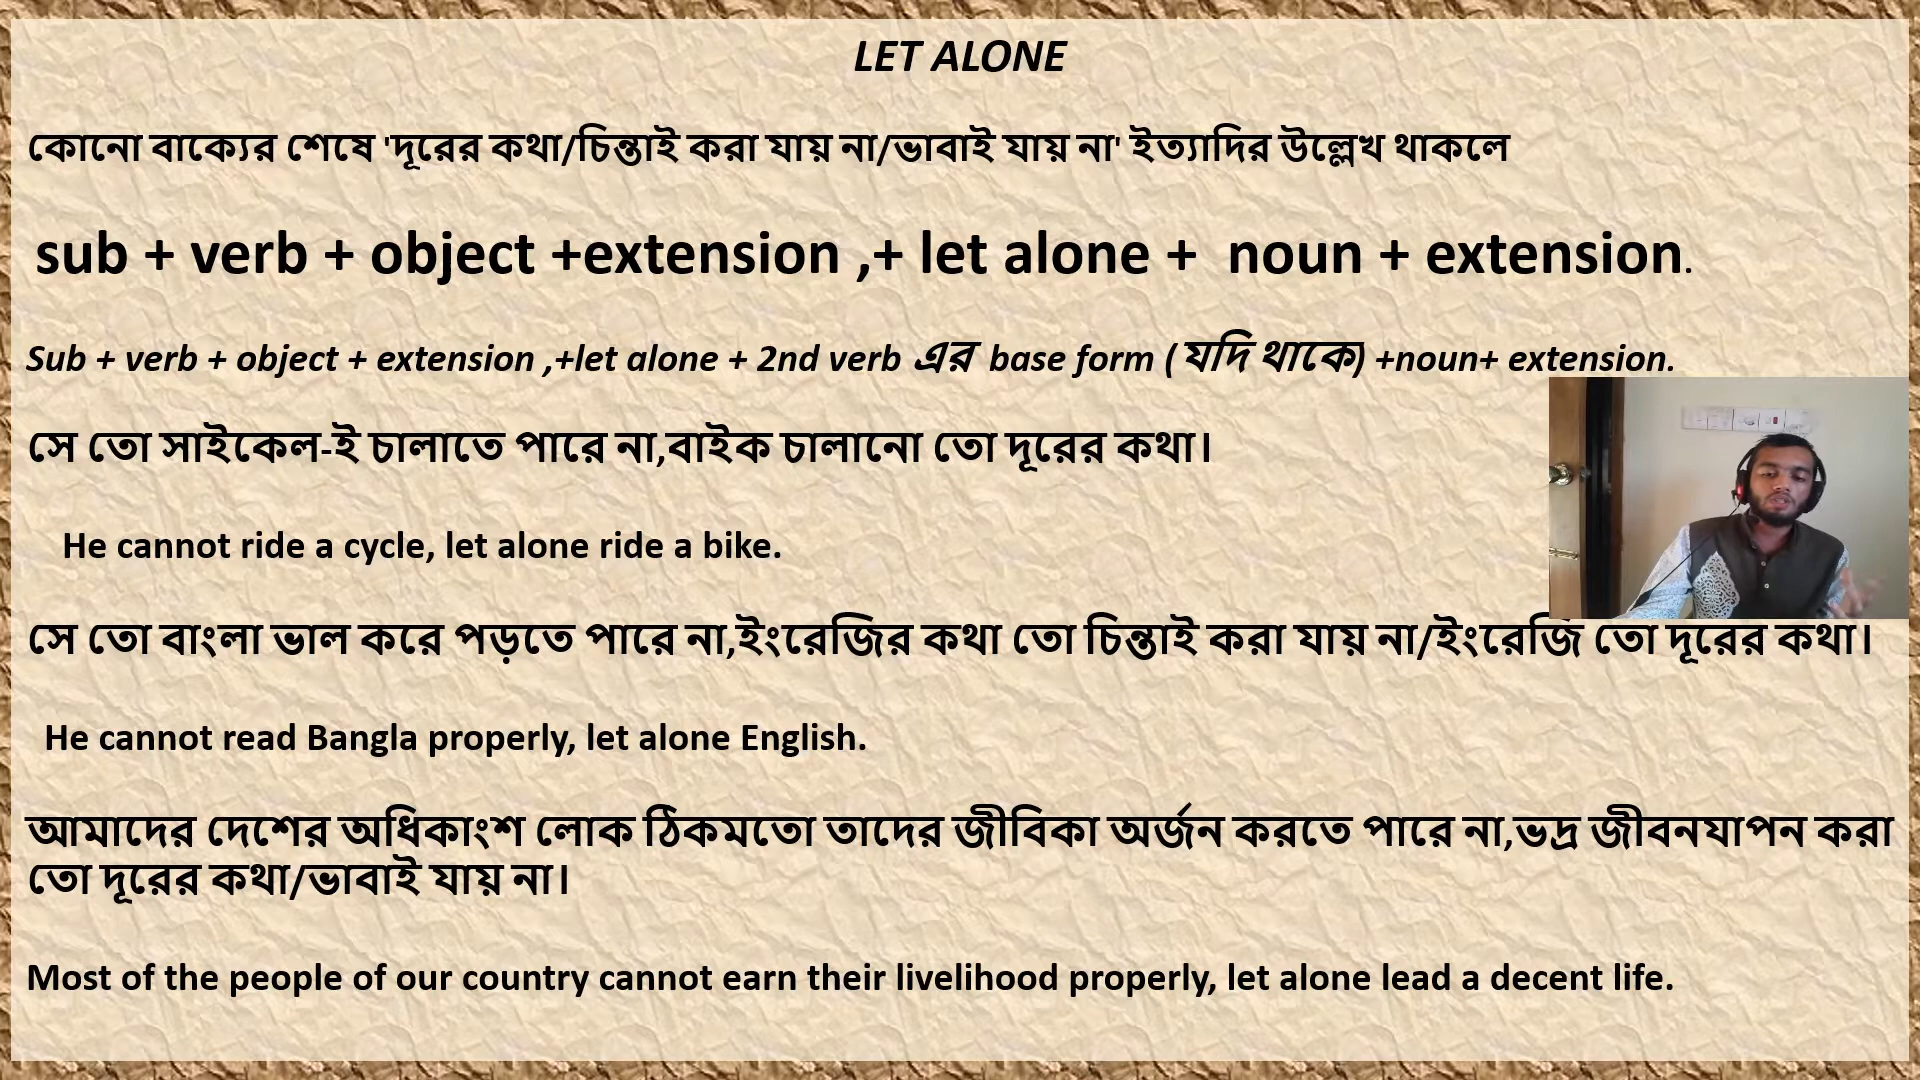 LET ALONE
কোনো বাক্যের শেষে 'দূরের কথা/চিন্তাই করা যায় না/ভাবাই যায় না' ইত্যাদির উল্লেখ থাকলে
sub + verb + object +extension ,+ let alone + noun + extension.
Sub + verb + object + extension ,+let alone + 2nd verb এর base form (যদি থাকে) +noun+ extension.
সে তো সাইকেল-ই চালাতে পারে না,বাইক চালানো তো দূরের কথা।
He cannot ride a cycle, let alone ride a bike.
সে তো বাংলা ভাল করে পড়তে পারে না,ইংরেজির কথা তো চিন্তাই করা যায় না/ইংরেজি তো দূরের কথা।
He cannot read Bangla properly, let alone English.
আমাদের দেশের অধিকাংশ লোক ঠিকমতো তাদের জীবিকা অর্জন করতে পারে না,ভদ্র জীবনযাপন করা
তো দূরের কথা/ভাবাই যায় না।
Most of the people of our country cannot earn their livelihood properly, let alone lead a decent life.